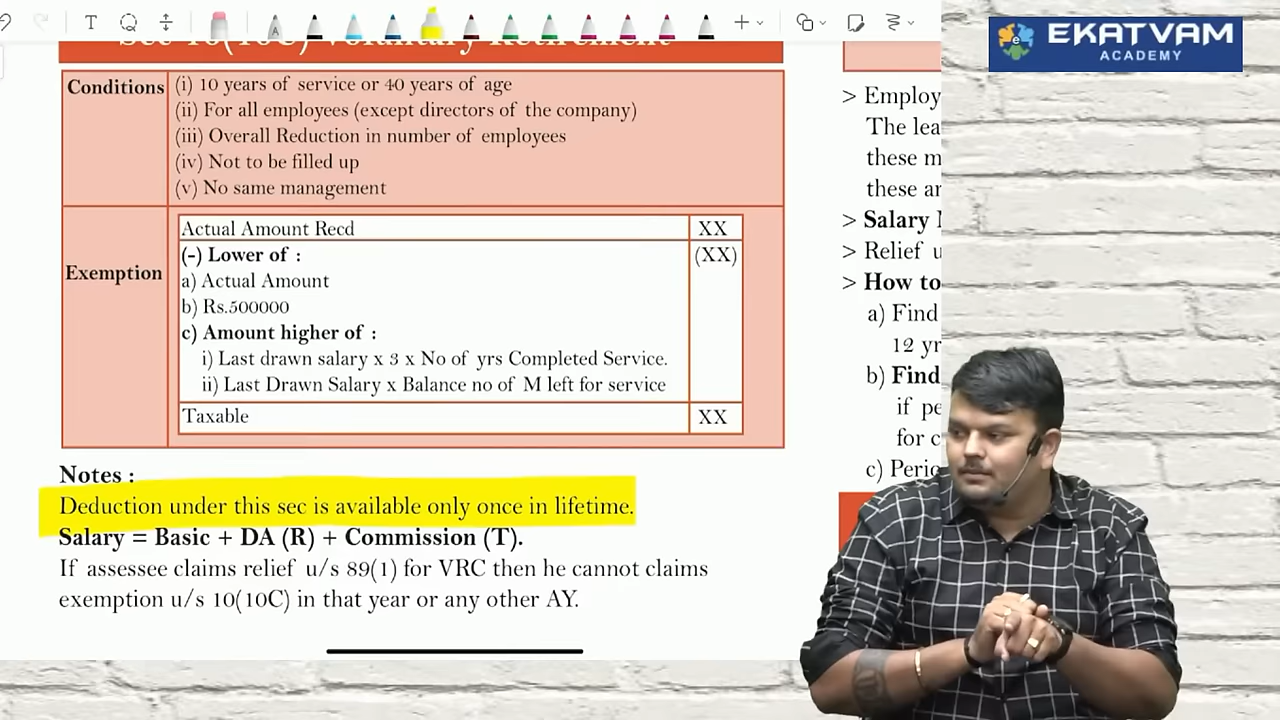 Sec 10(10C) Voluntary Retirement
Conditions
(i) 10 years of service or 40 years of age
(ii) For all employees (except directors of the company)
(iii) Overall Reduction in number of employees
(iv) Not to be filled up
(v) No same management
Exemption
Actual Amount Recd XX
(-) Lower of : (XX)
a) Actual Amount
b) Rs.500000
c) Amount higher of :
i) Last drawn salary x 3 x No of yrs Completed Service.
ii) Last Drawn Salary x Balance no of M left for service
Taxable XX
Notes :
Deduction under this sec is available only once in lifetime.
Salary = Basic + DA (R) + Commission (T).
If assessee claims relief u/s 89(1) for VRC then he cannot claims
exemption u/s 10(10C) in that year or any other AY.
> Employ
The lea
these m
these ar
> Salary
> Relief u
> How to
a) Find
12 yr
b) Find
if pe
for c
c) Perio
EKATVAM
ACADEMY